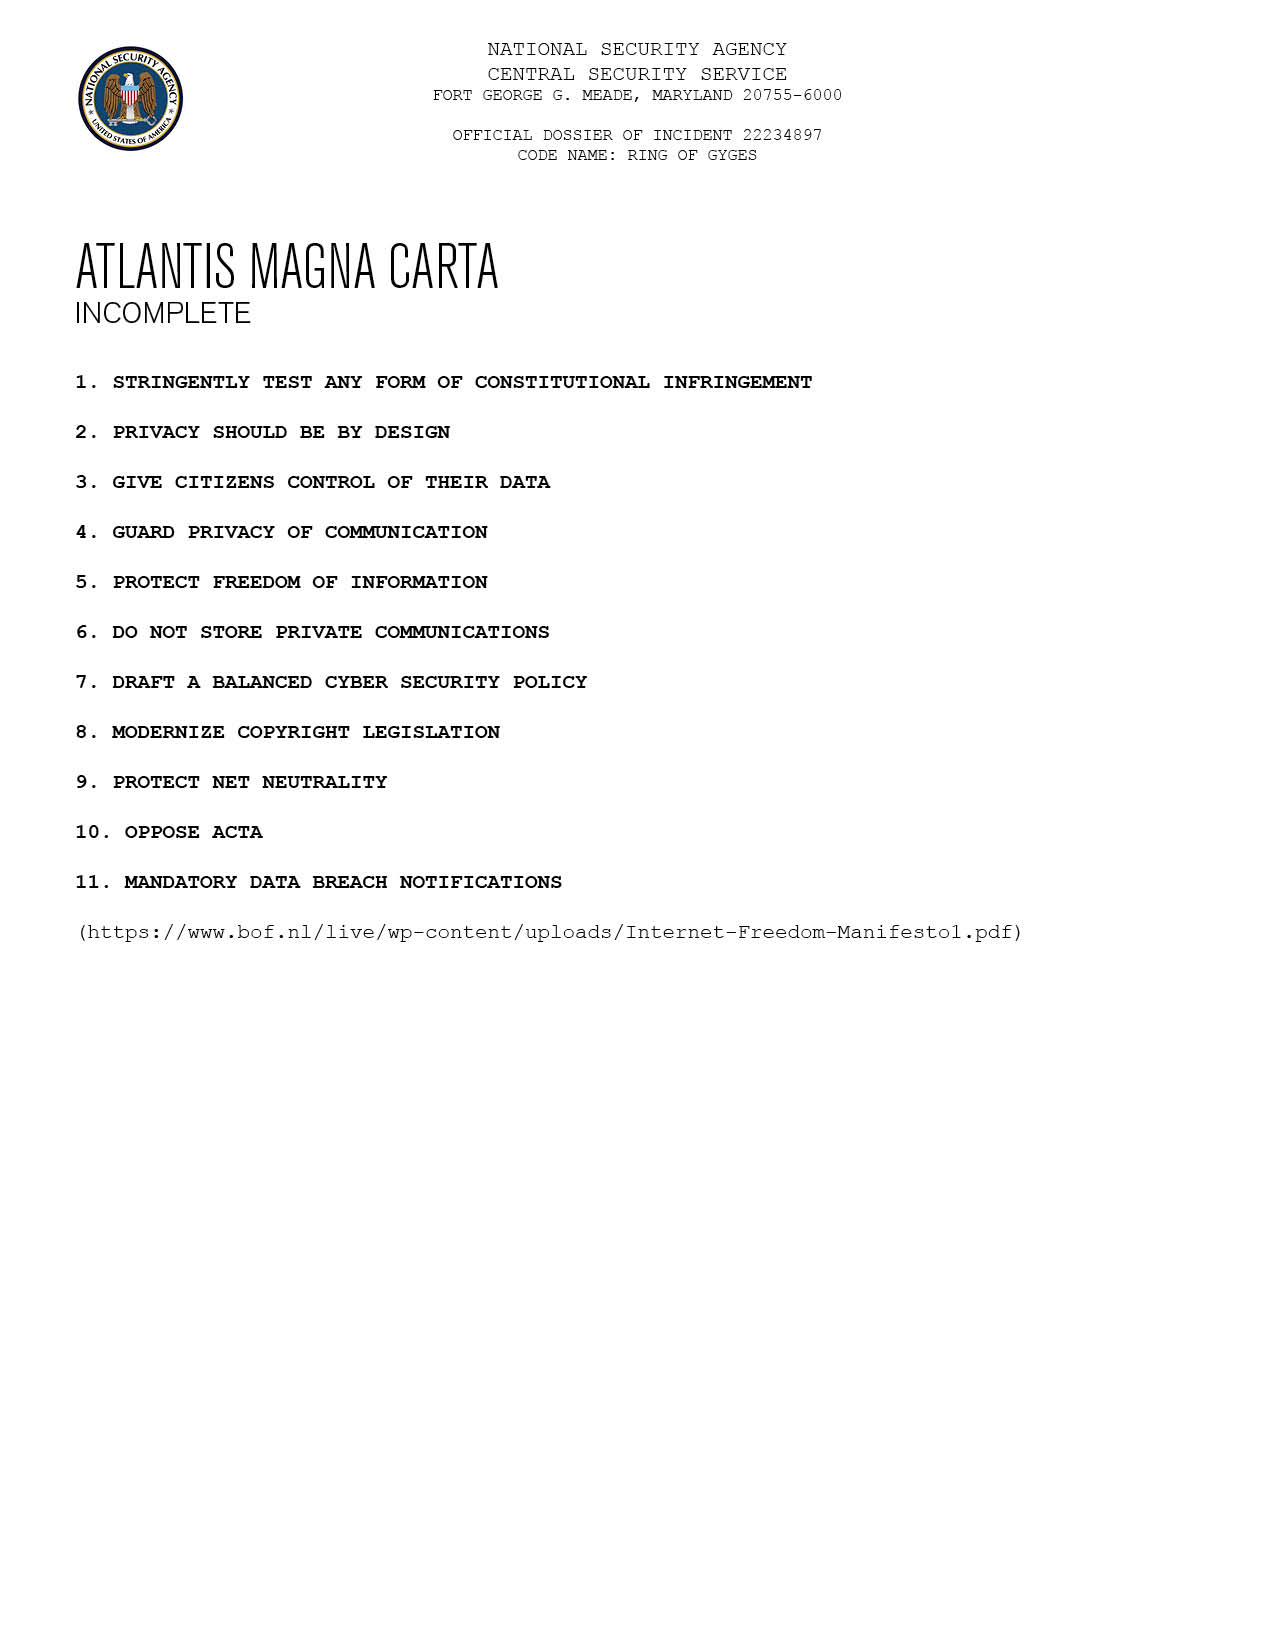 NATIONAL SECURITY AGENCY
CENTRAL SECURITY SERVICE
FORT GEORGE G. MEADE, MARYLAND 20755-6000
OFFICIAL DOSSIER OF INCIDENT 22234897
CODE NAME: RING OF GYGES
NATIONAL SECURITY AGENCY
UNITED STATES OF AMERICA
ATLANTIS MAGNA CARTA
INCOMPLETE
1. STRINGENTLY TEST ANY FORM OF CONSTITUTIONAL INFRINGEMENT
2. PRIVACY SHOULD BE BY DESIGN
3. GIVE CITIZENS CONTROL OF THEIR DATA
4. GUARD PRIVACY OF COMMUNICATION
5. PROTECT FREEDOM OF INFORMATION
6. DO NOT STORE PRIVATE COMMUNICATIONS
7. DRAFT A BALANCED CYBER SECURITY POLICY
8. MODERNIZE COPYRIGHT LEGISLATION
9. PROTECT NET NEUTRALITY
10. OPPOSE ACTA
11. MANDATORY DATA BREACH NOTIFICATIONS
(https://www.bof.nl/live/wp-content/uploads/Internet-Freedom-Manifesto1.pdf)